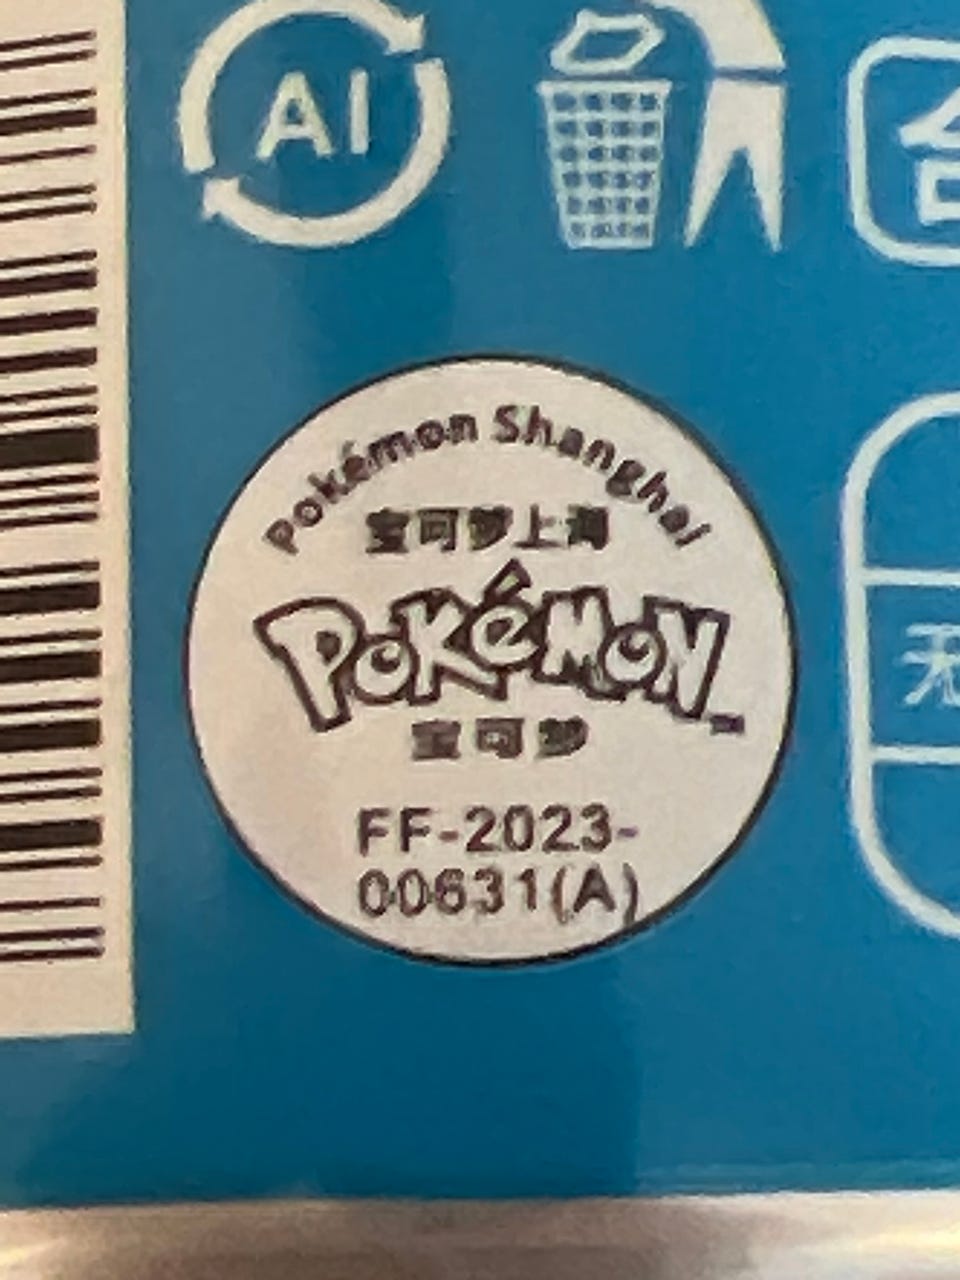 Al
Pokémon Shanghai
宝可梦上海
POKéMON
宝可梦
FF-2023-
00631(A)